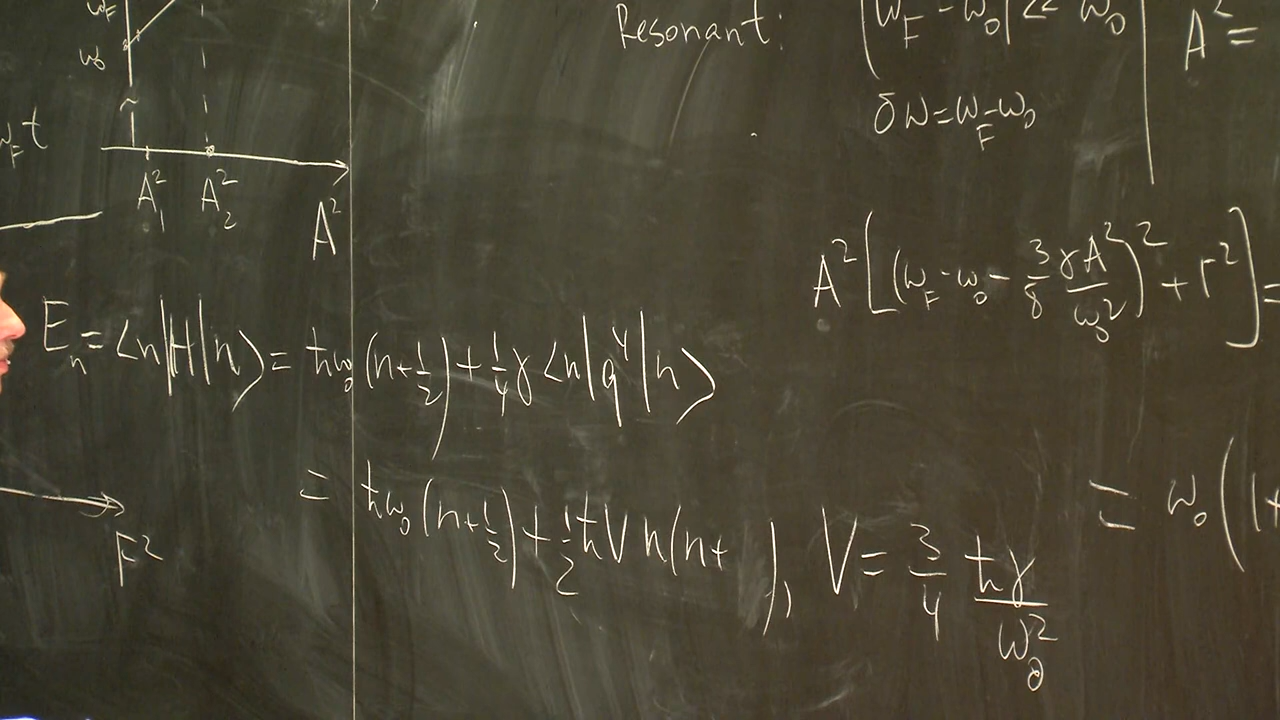 ω_F
ω_0
ω_F t
A_1^2 A_2^2 A^2
Resonant: |ω_F - ω_0| << ω_0 A^2 =
δω = ω_F - ω_0
A^2 [(ω_F - ω_0 - 3/8 γA^2/ω_0^2)^2 + Γ^2] =
E_n = <n|H|n> = ħω_0 (n+1/2) + 1/4 γ <n|q^4|n>
= ħω_0 (n+1/2) + 1/2 ħV n(n+ ), V = 3/4 ħγ/ω_0^2
= ω_0 (1+
F^2